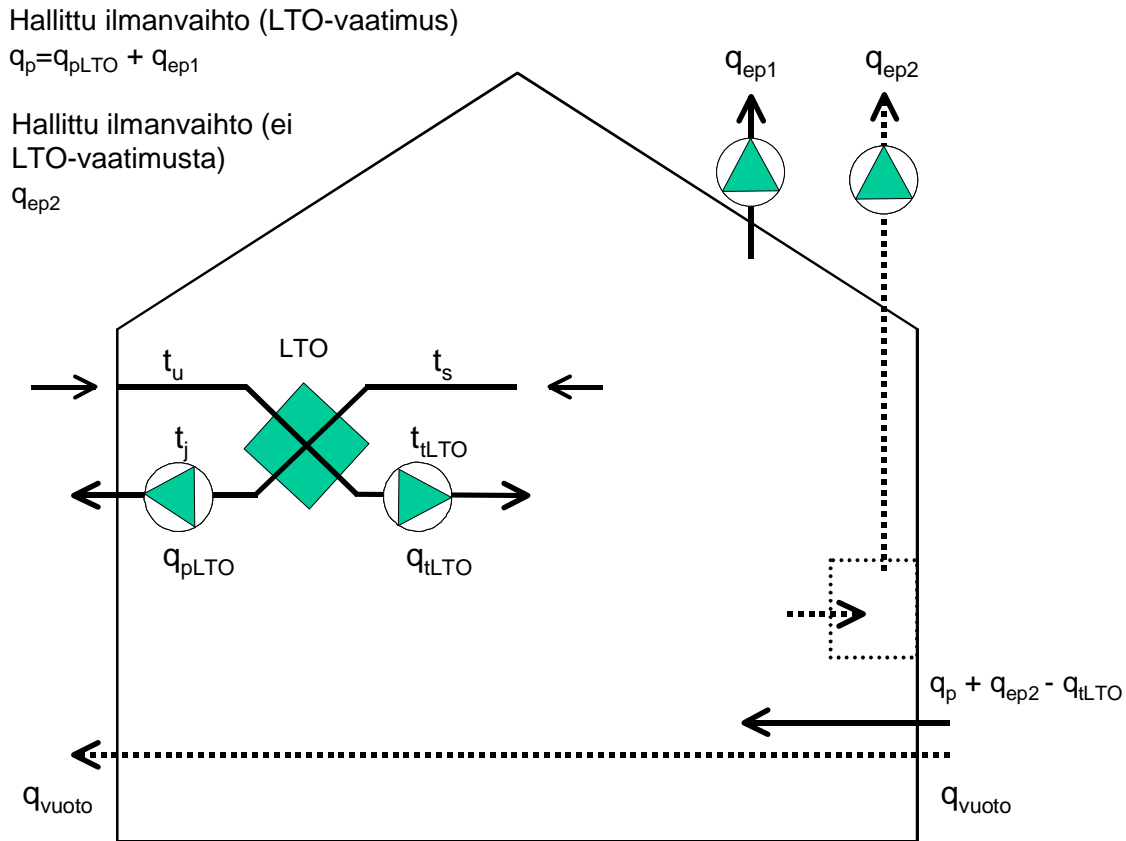 Hallittu ilmanvaihto (LTO-vaatimus)
qp=qpLTO + qep1
Hallittu ilmanvaihto (ei
LTO-vaatimusta)
qep2
qep1
qep2
LTO
tu
ts
tj
ttLTO
qpLTO
qtLTO
qp + qep2 - qtLTO
qvuoto
qvuoto